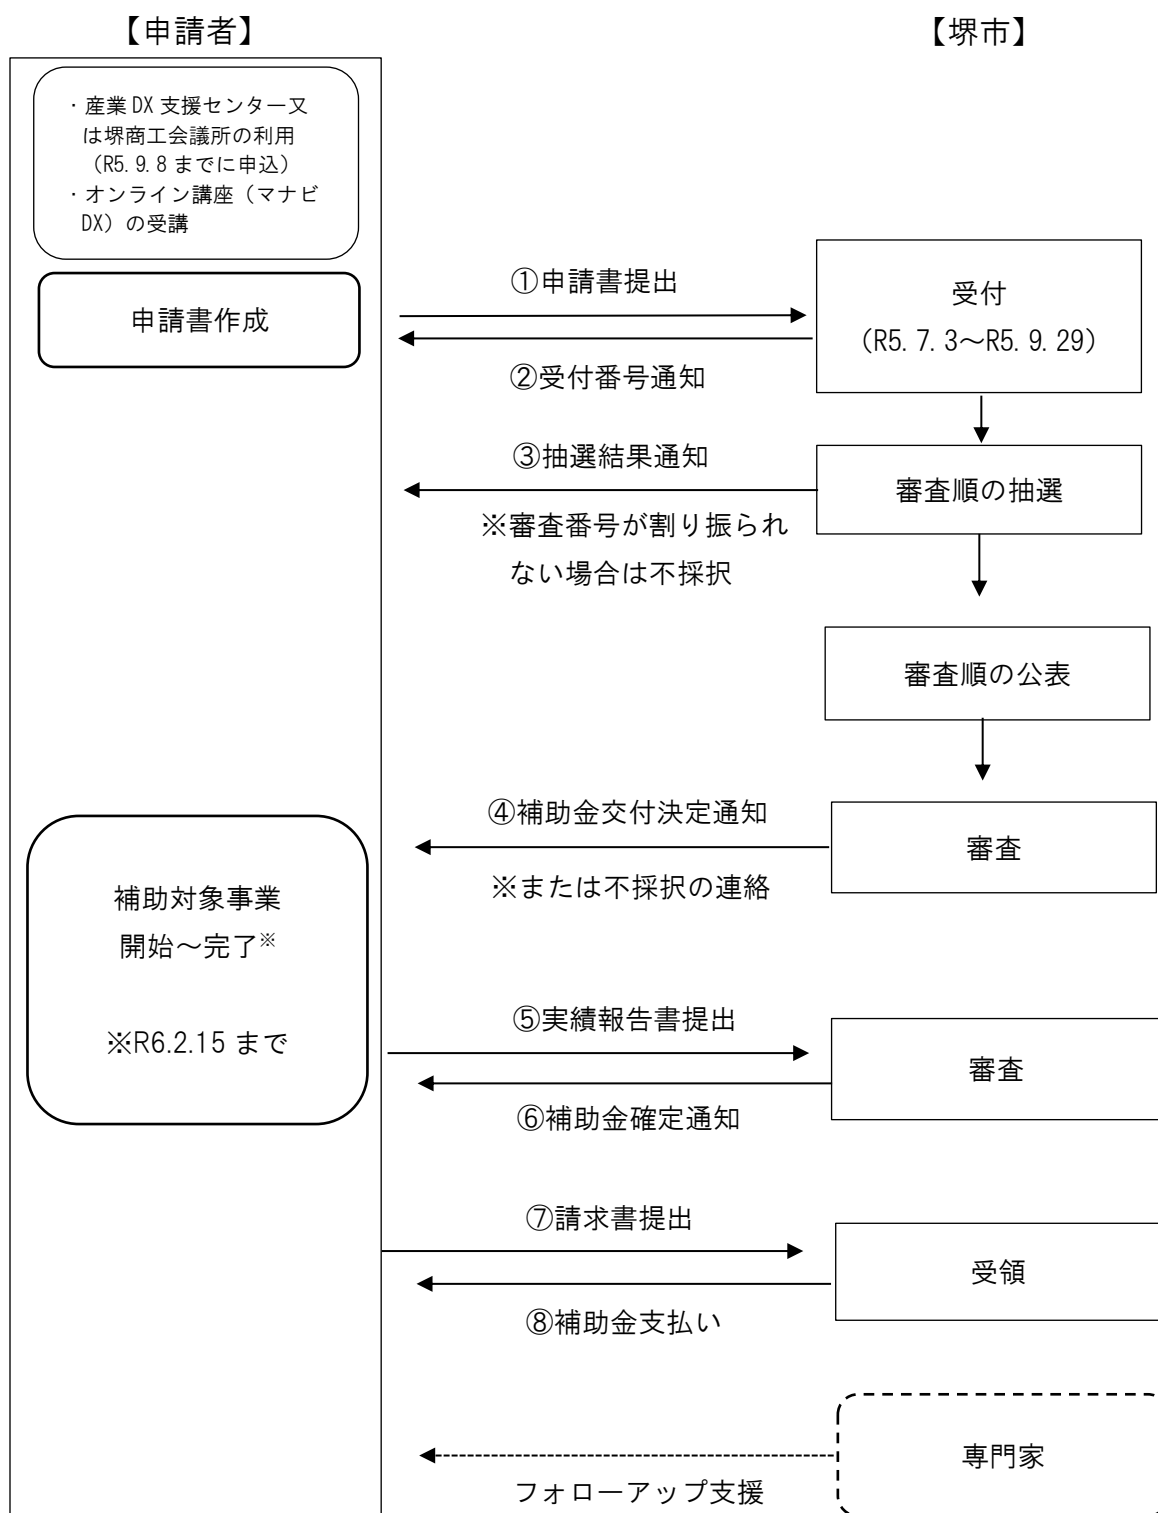 【申請者】
【堺市】
・産業 DX 支援センター又
は堺商工会議所の利用
（R5. 9. 8 までに申込）
・オンライン講座（マナビ
DX）の受講
申請書作成
①申請書提出
②受付番号通知
受付
（R5. 7. 3～R5. 9. 29）
③抽選結果通知
※審査番号が割り振られ
ない場合は不採択
審査順の抽選
審査順の公表
④補助金交付決定通知
※または不採択の連絡
審査
補助対象事業
開始～完了※
※R6.2.15 まで
⑤実績報告書提出
⑥補助金確定通知
審査
⑦請求書提出
⑧補助金支払い
受領
専門家
フォローアップ支援